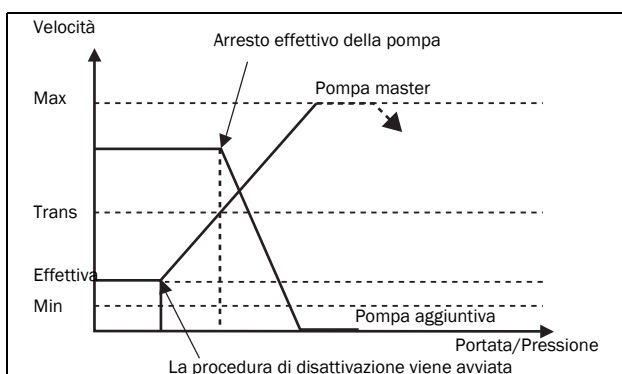 Velocità
Arresto effettivo della pompa
Pompa master
Max
Trans
Effettiva
Min
Pompa aggiuntiva
Portata/Pressione
La procedura di disattivazione viene avviata